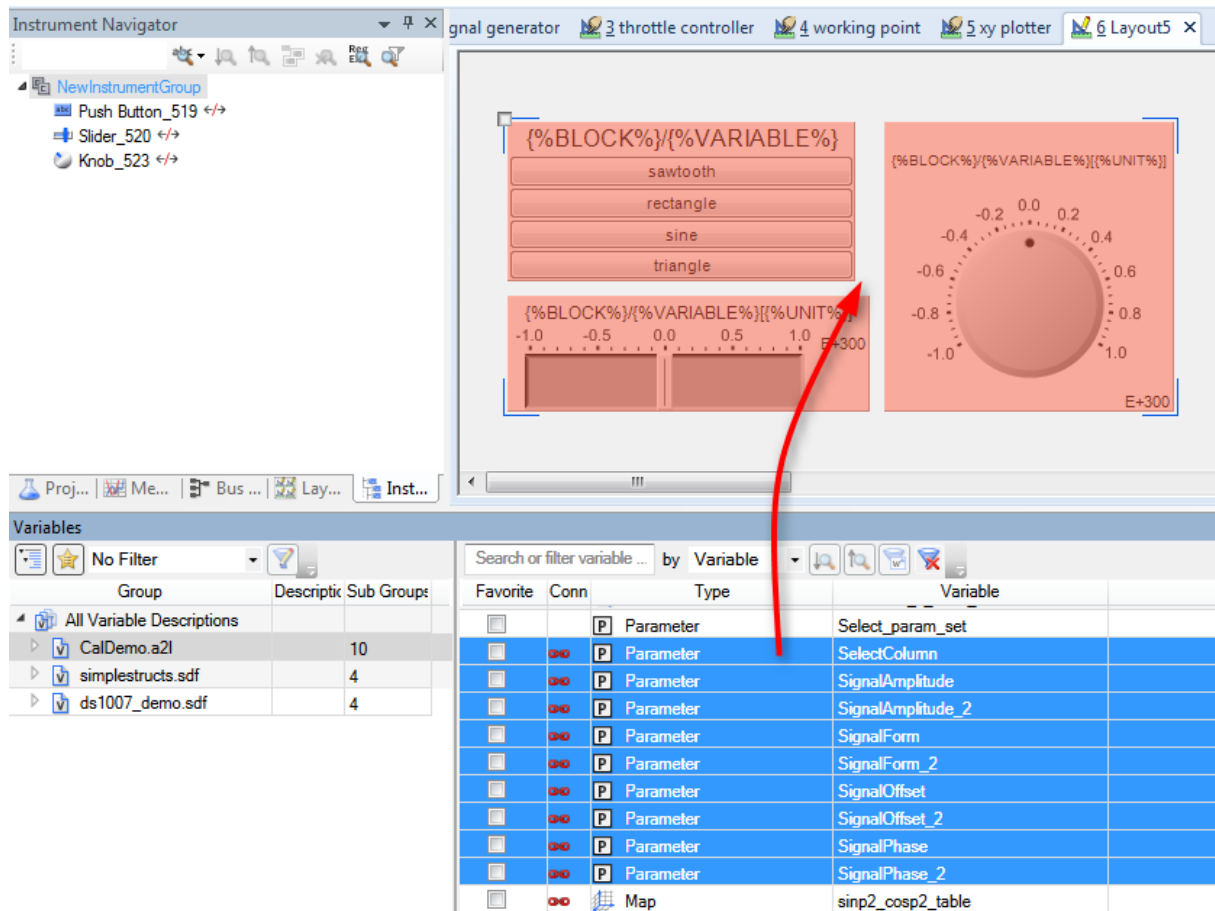 Instrument Navigator
gnal generator 3 throttle controller 4 working point 5 xy plotter 6 Layout5
NewInstrumentGroup
Push Button_519
Slider_520
Knob_523
{%BLOCK%}/{%VARIABLE%}
sawtooth
rectangle
sine
triangle
{%BLOCK%}/{%VARIABLE%}[{%UNIT%}]
-1.0 -0.5 0.0 0.5 1.0
E+300
{%BLOCK%}/{%VARIABLE%}[{%UNIT%}]
-0.2 0.0 0.2
-0.4 0.4
-0.6 0.6
-0.8 0.8
-1.0 1.0
E+300
Proj... Me... Bus ... Lay... Inst...
Variables
No Filter
Group Descriptic Sub Groups
All Variable Descriptions
CalDemo.a2l 10
simplestructs.sdf 4
ds1007_demo.sdf 4
Search or filter variable ... by Variable
Favorite Conn Type Variable
P Parameter Select_param_set
P Parameter SelectColumn
P Parameter SignalAmplitude
P Parameter SignalAmplitude_2
P Parameter SignalForm
P Parameter SignalForm_2
P Parameter SignalOffset
P Parameter SignalOffset_2
P Parameter SignalPhase
P Parameter SignalPhase_2
Map sinp2_cosp2_table